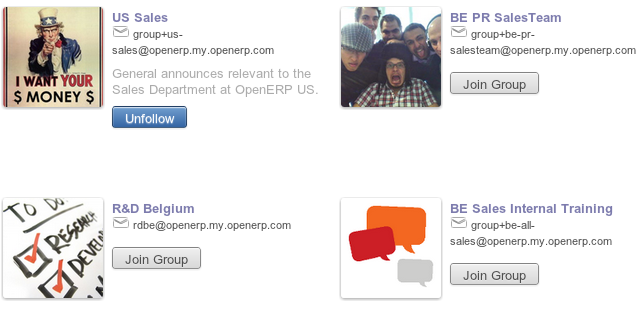 US Sales
group+us-
sales@openerp.my.openerp.com
General announces relevant to the
Sales Department at OpenERP US.
Unfollow
I WANT YOUR
$ MONEY $
BE PR SalesTeam
group+be-pr-
salesteam@openerp.my.openerp.com
Join Group
R&D Belgium
rdbe@openerp.my.openerp.com
Join Group
TO DO
RESEARCH
DEVELOPM
BE Sales Internal Training
group+be-all-
sales@openerp.my.openerp.com
Join Group